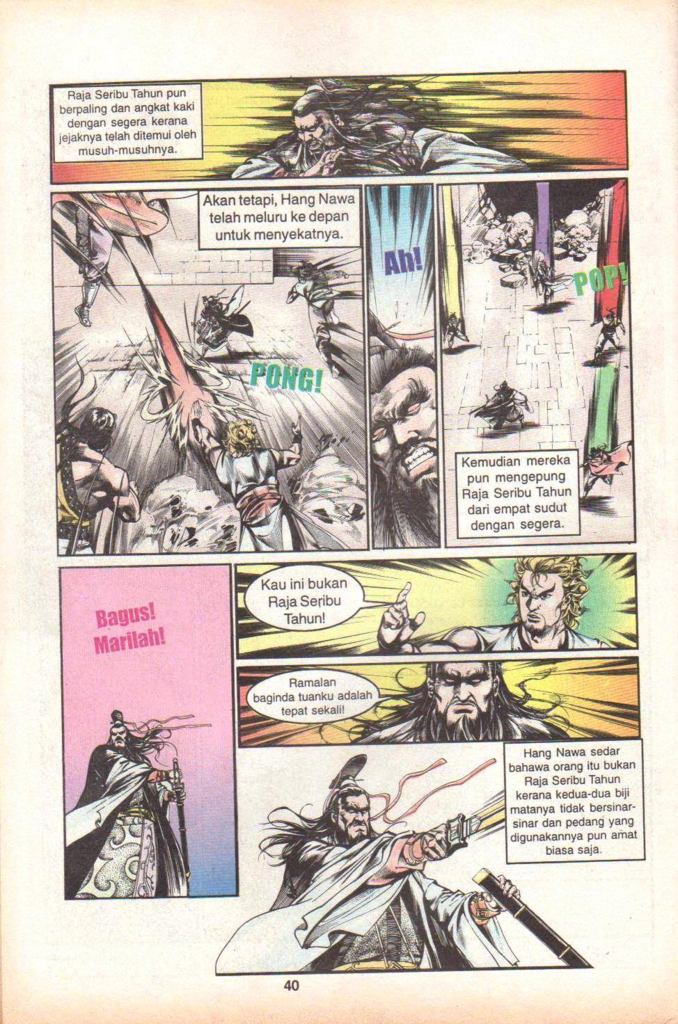 Raja Seribu Tahun pun
berpaling dan angkat kaki
dengan segera kerana
jejaknya telah ditemui oleh
musuh-musuhnya.
Akan tetapi, Hang Nawa
telah meluru ke depan
untuk menyekatnya.
PONG!
Ah!
POP!
Kemudian mereka
pun mengepung
Raja Seribu Tahun
dari empat sudut
dengan segera.
Bagus!
Marilah!
Kau ini bukan
Raja Seribu
Tahun!
Ramalan
baginda tuanku adalah
tepat sekali!
Hang Nawa sedar
bahawa orang itu bukan
Raja Seribu Tahun
kerana kedua-dua biji
matanya tidak bersinar-
sinar dan pedang yang
digunakannya pun amat
biasa saja.
40